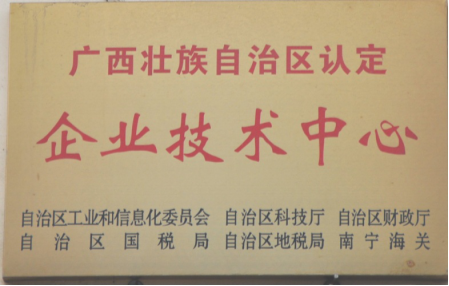 广西壮族自治区认定
企业技术中心
自治区工业和信息化委员会 自治区科技厅 自治区财政厅
自治区国税局 自治区地税局 南宁海关